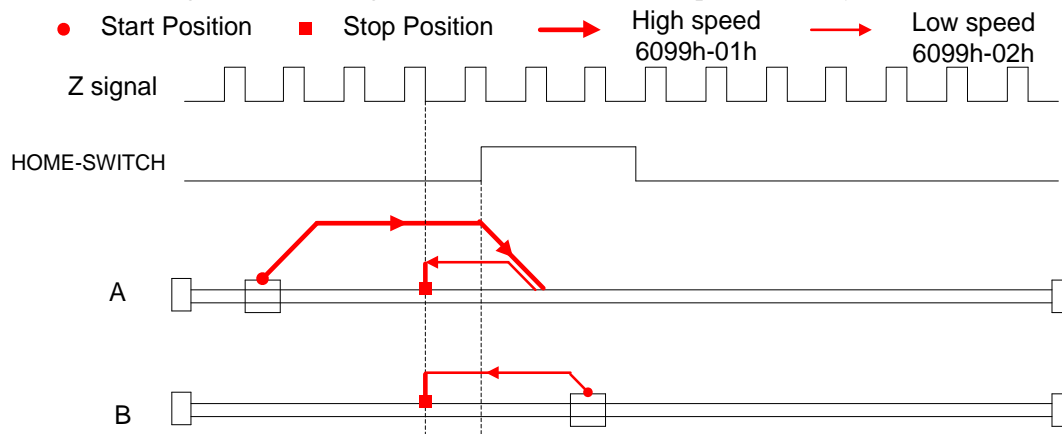 Start Position
Stop Position
High speed
6099h-01h
Low speed
6099h-02h
Z signal
HOME-SWITCH
A
B